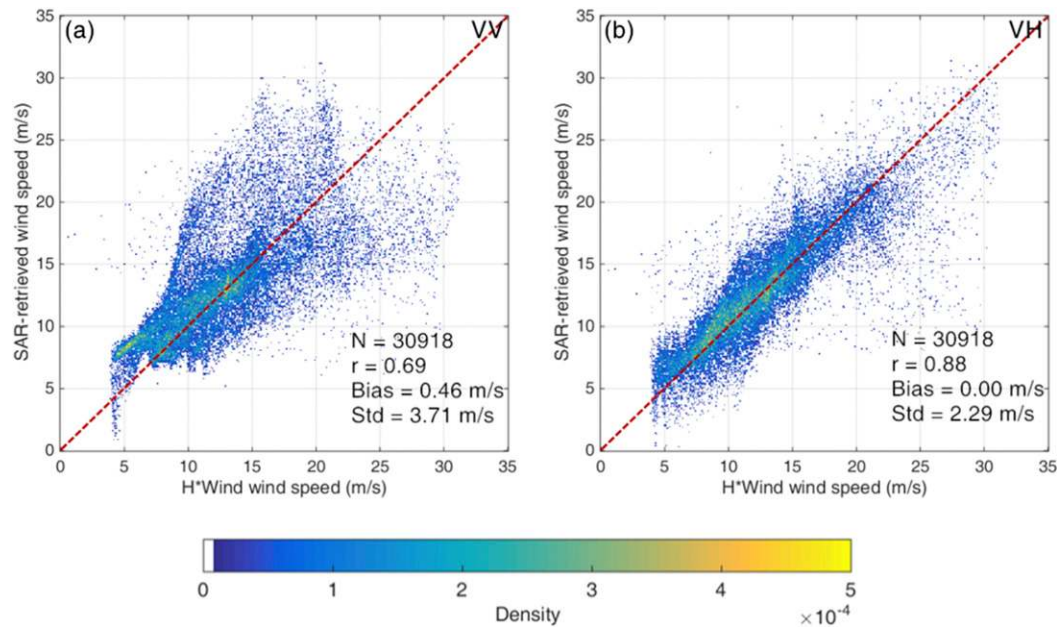 (a) VV
SAR-retrieved wind speed (m/s)
35
30
25
20
15
10
5
0
N = 30918
r = 0.69
Bias = 0.46 m/s
Std = 3.71 m/s
0 5 10 15 20 25 30 35
H*Wind wind speed (m/s)
(b) VH
SAR-retrieved wind speed (m/s)
35
30
25
20
15
10
5
0
N = 30918
r = 0.88
Bias = 0.00 m/s
Std = 2.29 m/s
0 5 10 15 20 25 30 35
H*Wind wind speed (m/s)
0 1 2 3 4 5
Density
×10⁻⁴